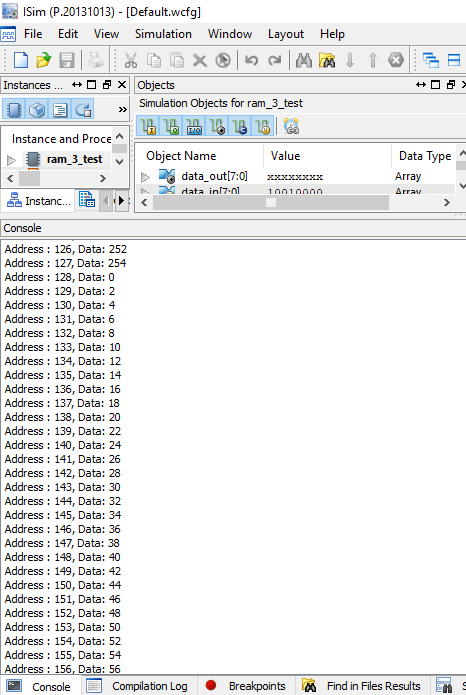 ISim (P.20131013) - [Default.wcfg]
File Edit View Simulation Window Layout Help
Instances ...
Objects
Simulation Objects for ram_3_test
Instance and Proce
ram_3_test
Instanc...
Object Name Value Data Type
data_out[7:0] xxxxxxxx Array
data_in[7:0] 10010000 Array
Console
Address : 126, Data: 252
Address : 127, Data: 254
Address : 128, Data: 0
Address : 129, Data: 2
Address : 130, Data: 4
Address : 131, Data: 6
Address : 132, Data: 8
Address : 133, Data: 10
Address : 134, Data: 12
Address : 135, Data: 14
Address : 136, Data: 16
Address : 137, Data: 18
Address : 138, Data: 20
Address : 139, Data: 22
Address : 140, Data: 24
Address : 141, Data: 26
Address : 142, Data: 28
Address : 143, Data: 30
Address : 144, Data: 32
Address : 145, Data: 34
Address : 146, Data: 36
Address : 147, Data: 38
Address : 148, Data: 40
Address : 149, Data: 42
Address : 150, Data: 44
Address : 151, Data: 46
Address : 152, Data: 48
Address : 153, Data: 50
Address : 154, Data: 52
Address : 155, Data: 54
Address : 156, Data: 56
Console Compilation Log Breakpoints Find in Files Results